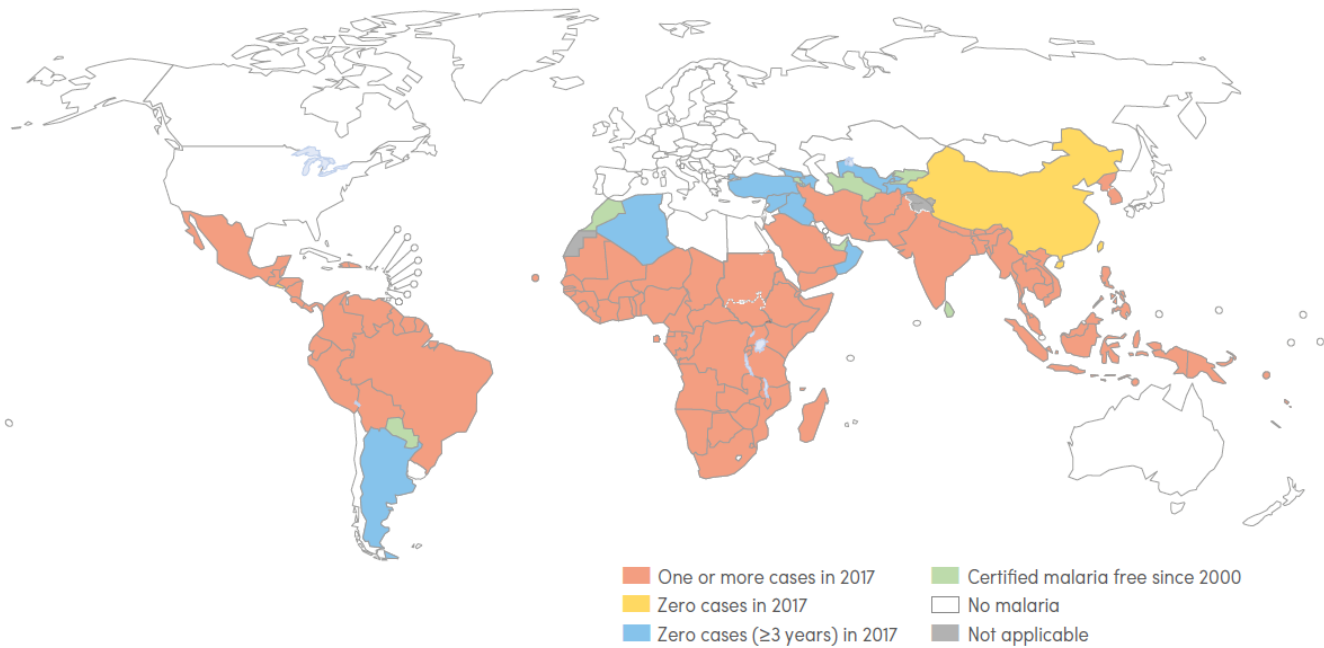 One or more cases in 2017
Zero cases in 2017
Zero cases (≥3 years) in 2017
Certified malaria free since 2000
No malaria
Not applicable